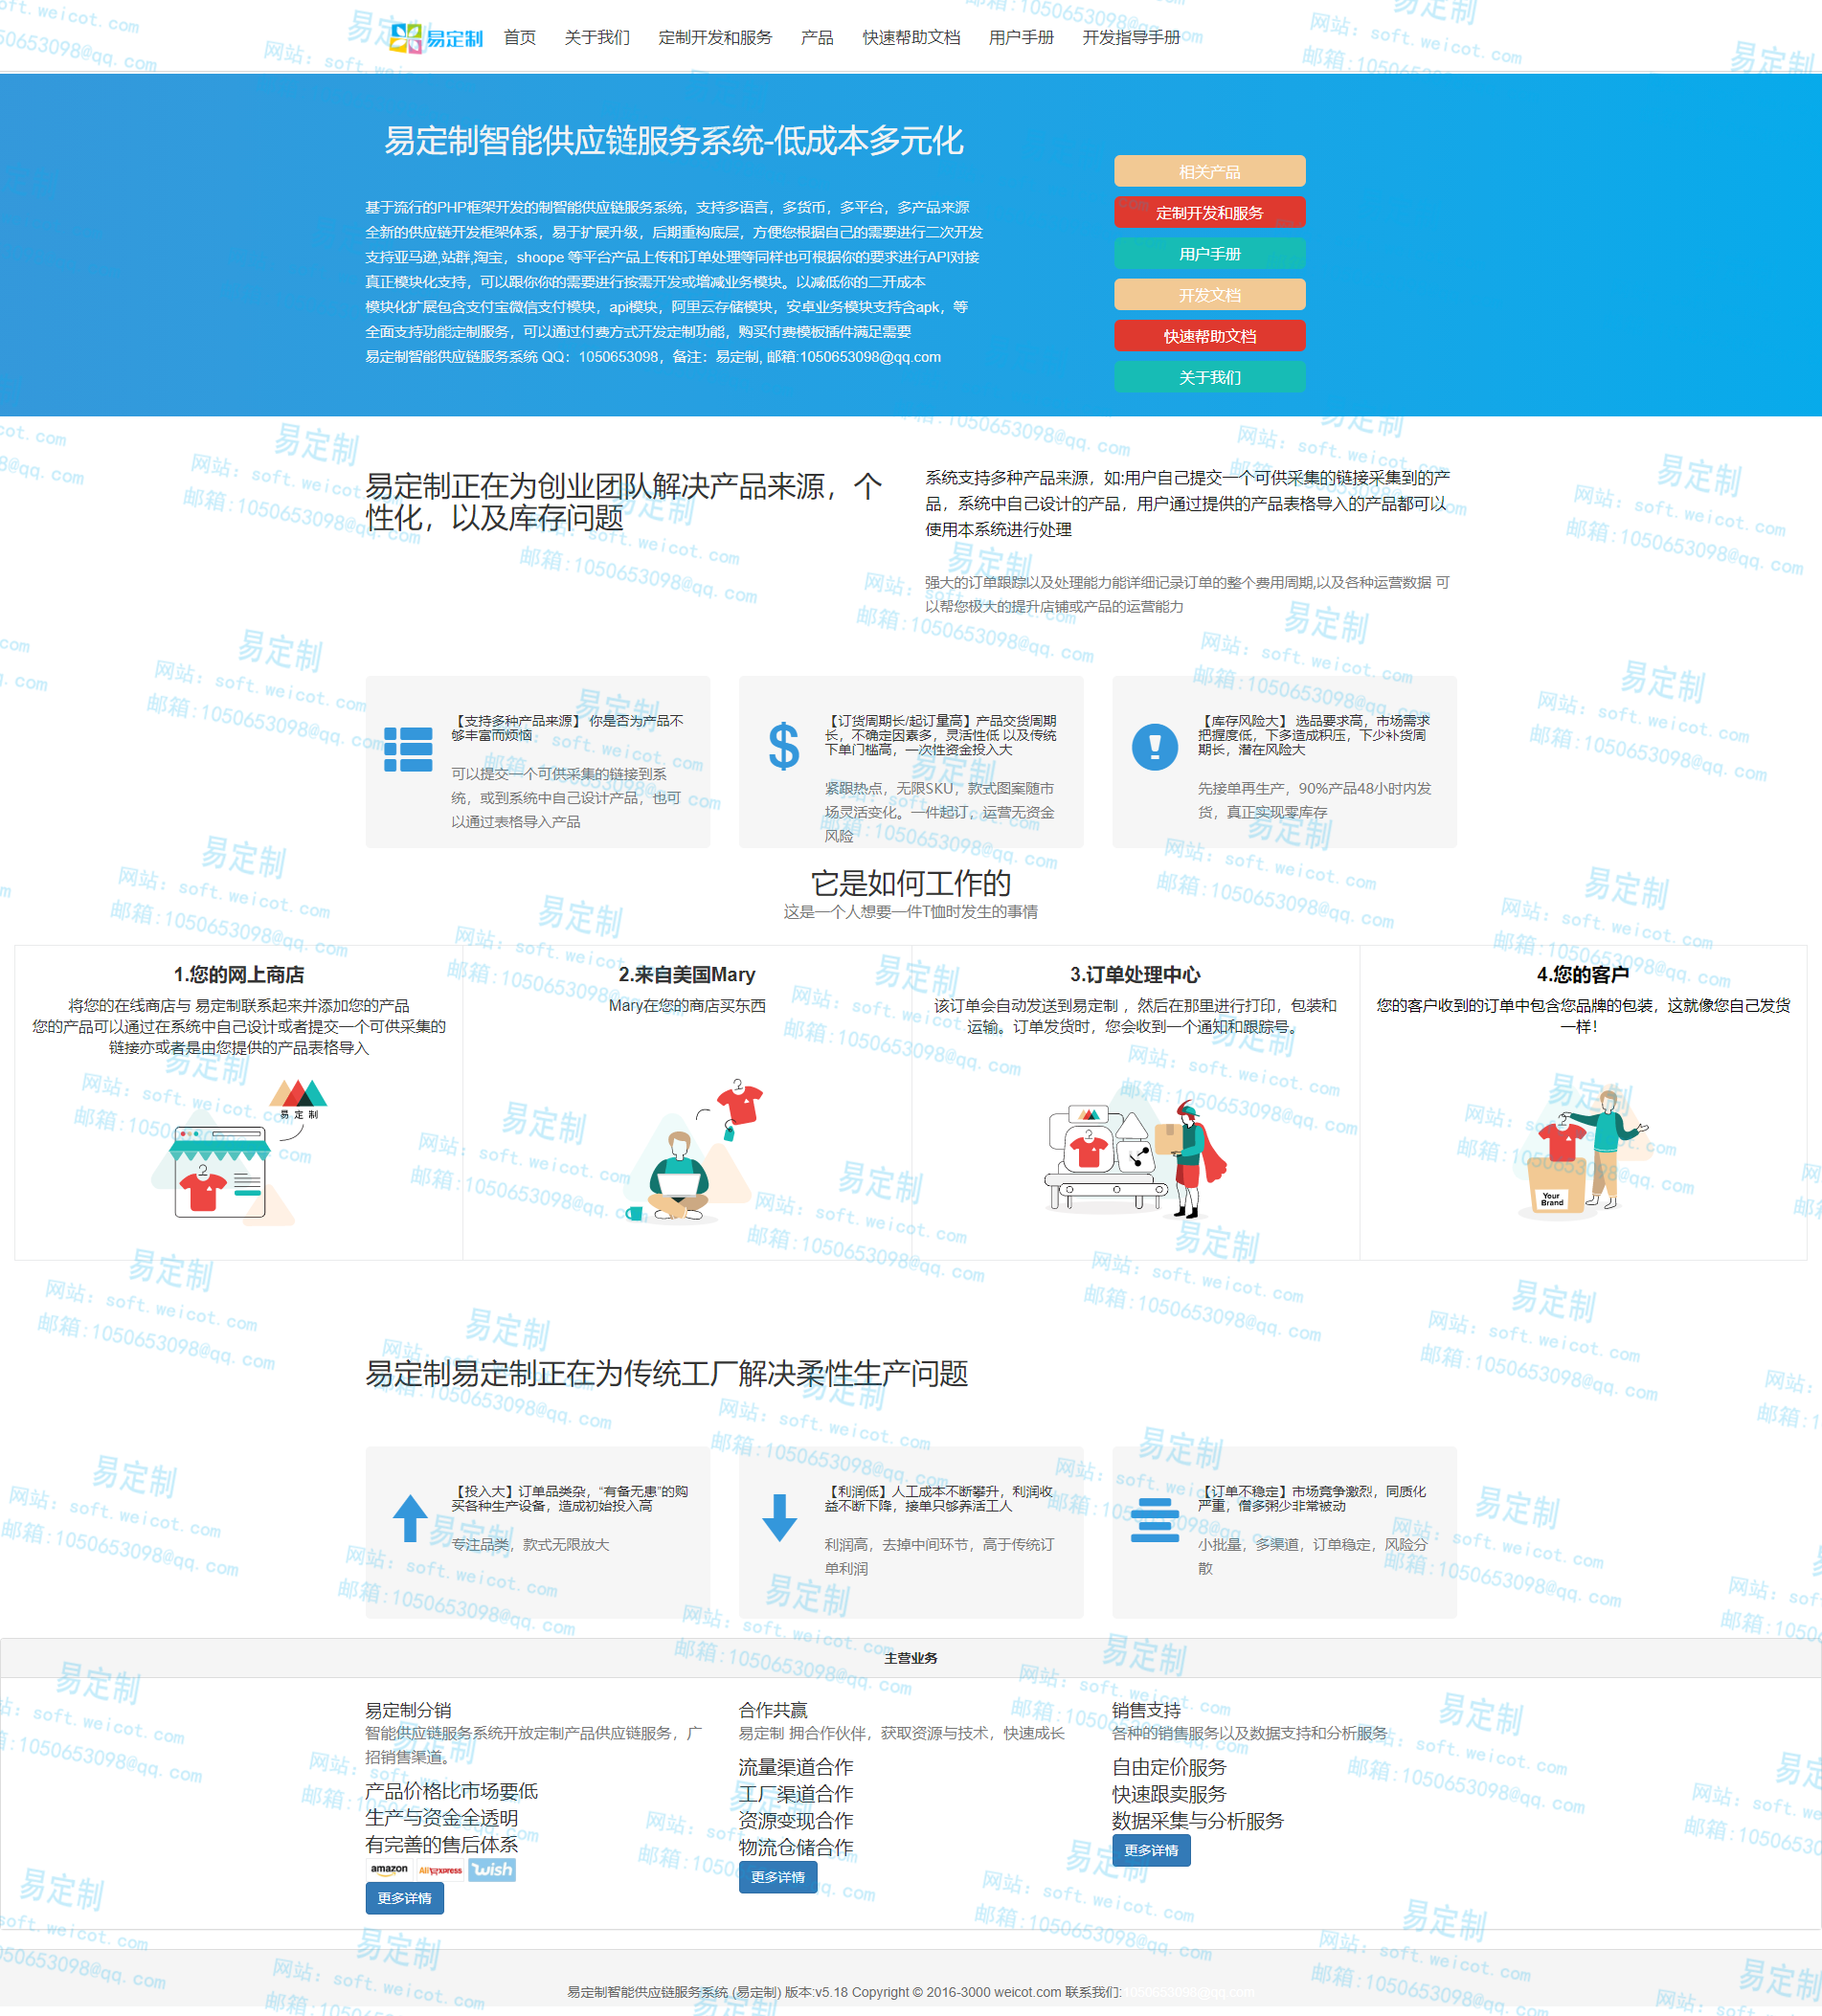 易定制
首页
关于我们
定制开发和服务
产品
快速帮助文档
用户手册
开发指导手册
易定制智能供应链服务系统-低成本多元化
基于流行的PHP框架开发的制智能供应链服务系统，支持多语言，多货币，多平台，多产品来源
全新的供应链开发框架体系，易于扩展升级，后期重构底层，方便您根据自己的需要进行二次开发
支持亚马逊,站群,淘宝，shoope 等平台产品上传和订单处理等同样也可根据你的要求进行API对接
真正模块化支持，可以跟你你的需要进行按需开发或增减业务模块。以减低你的二开成本
模块化扩展包含支付宝微信支付模块，api模块，阿里云存储模块，安卓业务模块支持含apk，等
全面支持功能定制服务，可以通过付费方式开发定制功能，购买付费模板插件满足需要
易定制智能供应链服务系统 QQ：1050653098，备注：易定制, 邮箱:1050653098@qq.com
相关产品
定制开发和服务
用户手册
开发文档
快速帮助文档
关于我们
易定制正在为创业团队解决产品来源，个
性化，以及库存问题
系统支持多种产品来源，如:用户自己提交一个可供采集的链接采集到的产
品，系统中自己设计的产品，用户通过提供的产品表格导入的产品都可以
使用本系统进行处理
强大的订单跟踪以及处理能力能详细记录订单的整个费用周期,以及各种运营数据 可
以帮您极大的提升店铺或产品的运营能力
【支持多种产品来源】 你是否为产品不
够丰富而烦恼
可以提交一个可供采集的链接到系
统，或到系统中自己设计产品，也可
以通过表格导入产品
【订货周期长/起订量高】产品交货周期
长，不确定因素多，灵活性低 以及传统
下单门槛高，一次性资金投入大
紧跟热点，无限SKU，款式图案随市
场灵活变化。一件起订，运营无资金
风险
【库存风险大】 选品要求高，市场需求
把握度低，下多造成积压，下少补货周
期长，潜在风险大
先接单再生产，90%产品48小时内发
货，真正实现零库存
它是如何工作的
这是一个人想要一件T恤时发生的事情
1.您的网上商店
将您的在线商店与 易定制联系起来并添加您的产品
您的产品可以通过在系统中自己设计或者提交一个可供采集的
链接亦或者是由您提供的产品表格导入
易定制
2.来自美国Mary
Mary在您的商店买东西
3.订单处理中心
该订单会自动发送到易定制 ，然后在那里进行打印，包装和
运输。订单发货时，您会收到一个通知和跟踪号。
4.您的客户
您的客户收到的订单中包含您品牌的包装，这就像您自己发货
一样！
Your
Brand
易定制易定制正在为传统工厂解决柔性生产问题
【投入大】订单品类杂，“有备无患”的购
买各种生产设备，造成初始投入高
专注品类，款式无限放大
【利润低】人工成本不断攀升，利润收
益不断下降，接单只够养活工人
利润高，去掉中间环节，高于传统订
单利润
【订单不稳定】市场竞争激烈，同质化
严重，僧多粥少非常被动
小批量，多渠道，订单稳定，风险分
散
主营业务
易定制分销
智能供应链服务系统开放定制产品供应链服务，广
招销售渠道。
产品价格比市场要低
生产与资金全透明
有完善的售后体系
amazon AliExpress wish
更多详情
合作共赢
易定制 拥合作伙伴，获取资源与技术，快速成长
流量渠道合作
工厂渠道合作
资源变现合作
物流仓储合作
更多详情
销售支持
各种的销售服务以及数据支持和分析服务
自由定价服务
快速跟卖服务
数据采集与分析服务
更多详情
易定制智能供应链服务系统 (易定制) 版本:v5.18 Copyright © 2016-3000 weicot.com 联系我们:1050653098@qq.com
易定制
网站：soft.weicot.com
邮箱:1050653098@qq.com